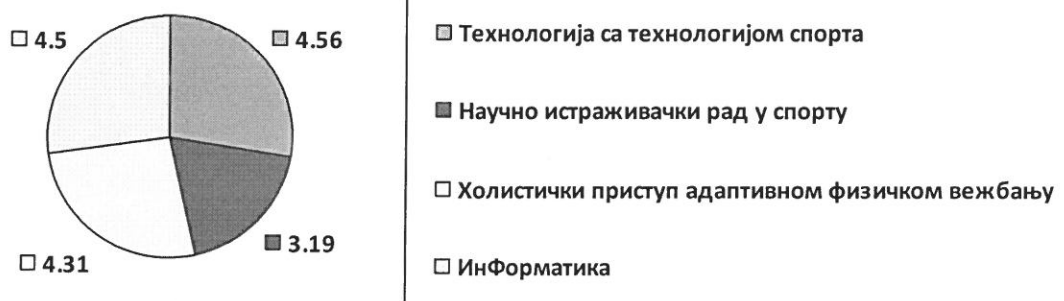 4.5
4.56
4.31
3.19
Технологија са технологијом спорта
Научно истраживачки рад у спорту
Холистички приступ адаптивном физичком вежбању
ИнФорматика